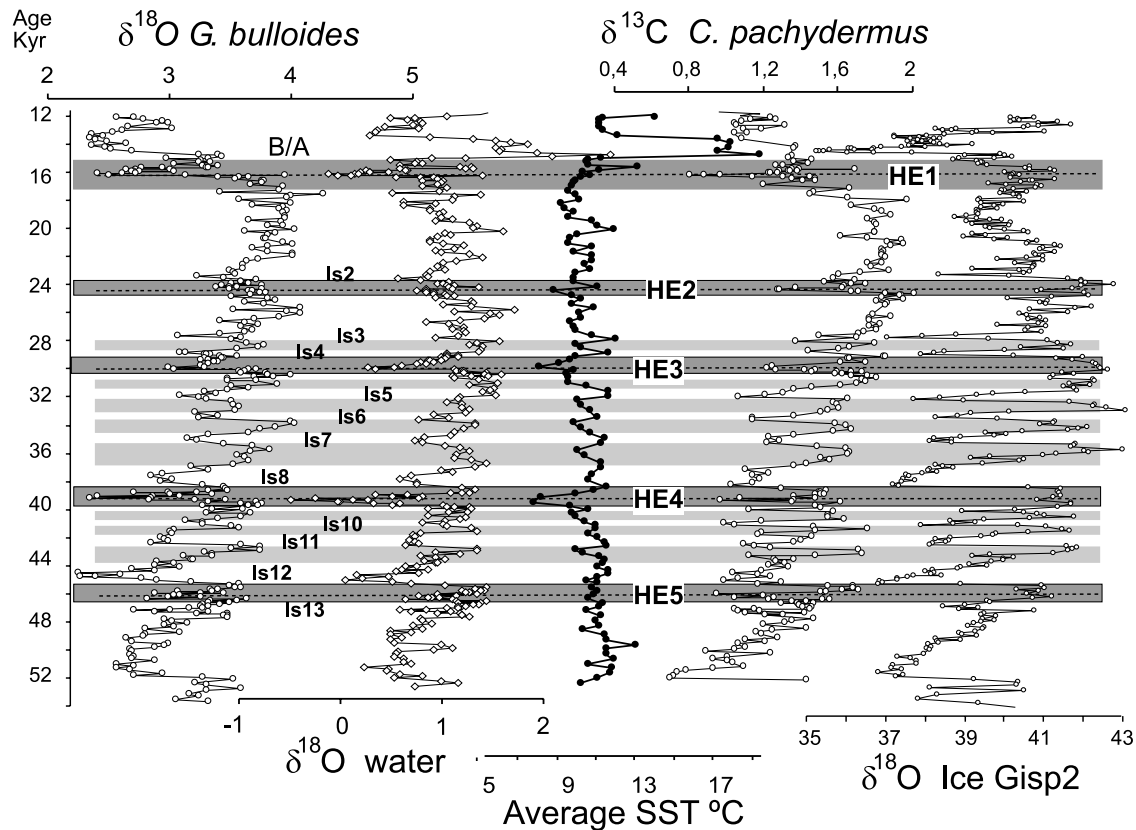 Age
Kyr
δ18O G. bulloides
δ13C C. pachydermus
2 3 4 5
0,4 0,8 1,2 1,6 2
12
B/A
16
HE1
20
Is2
24
HE2
Is3
28
Is4
HE3
Is5
32
Is6
Is7
36
Is8
40
HE4
Is10
Is11
44
Is12
HE5
Is13
48
52
-1 0 1 2
35 37 39 41 43
δ18O water
5 9 10 13 17 19
δ18O Ice Gisp2
Average SST ºC